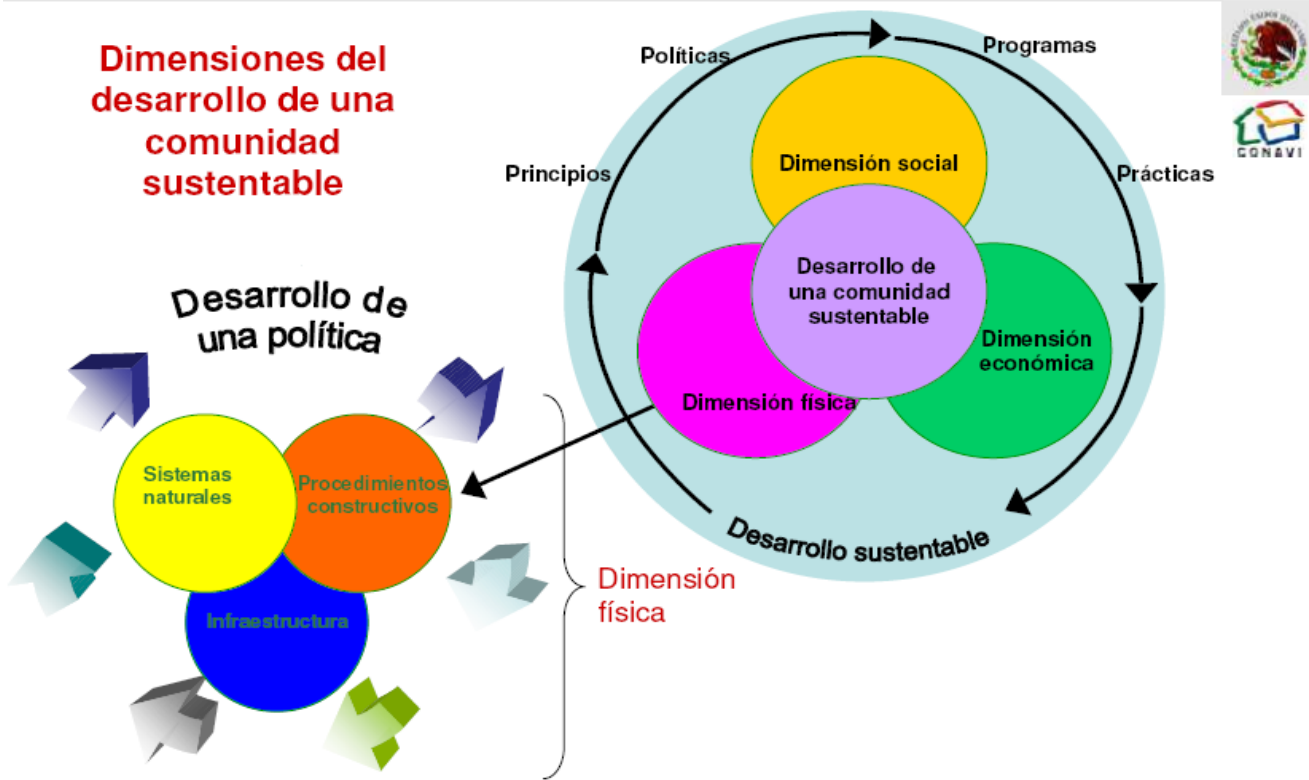 Dimensiones del
desarrollo de una
comunidad
sustentable
Políticas
Programas
Principios
Prácticas
Dimensión social
Desarrollo de
una comunidad
sustentable
Dimensión
económica
Dimensión física
Desarrollo sustentable
CONAVI
Desarrollo de
una política
Sistemas
naturales
Procedimientos
constructivos
Infraestructura
Dimensión
física